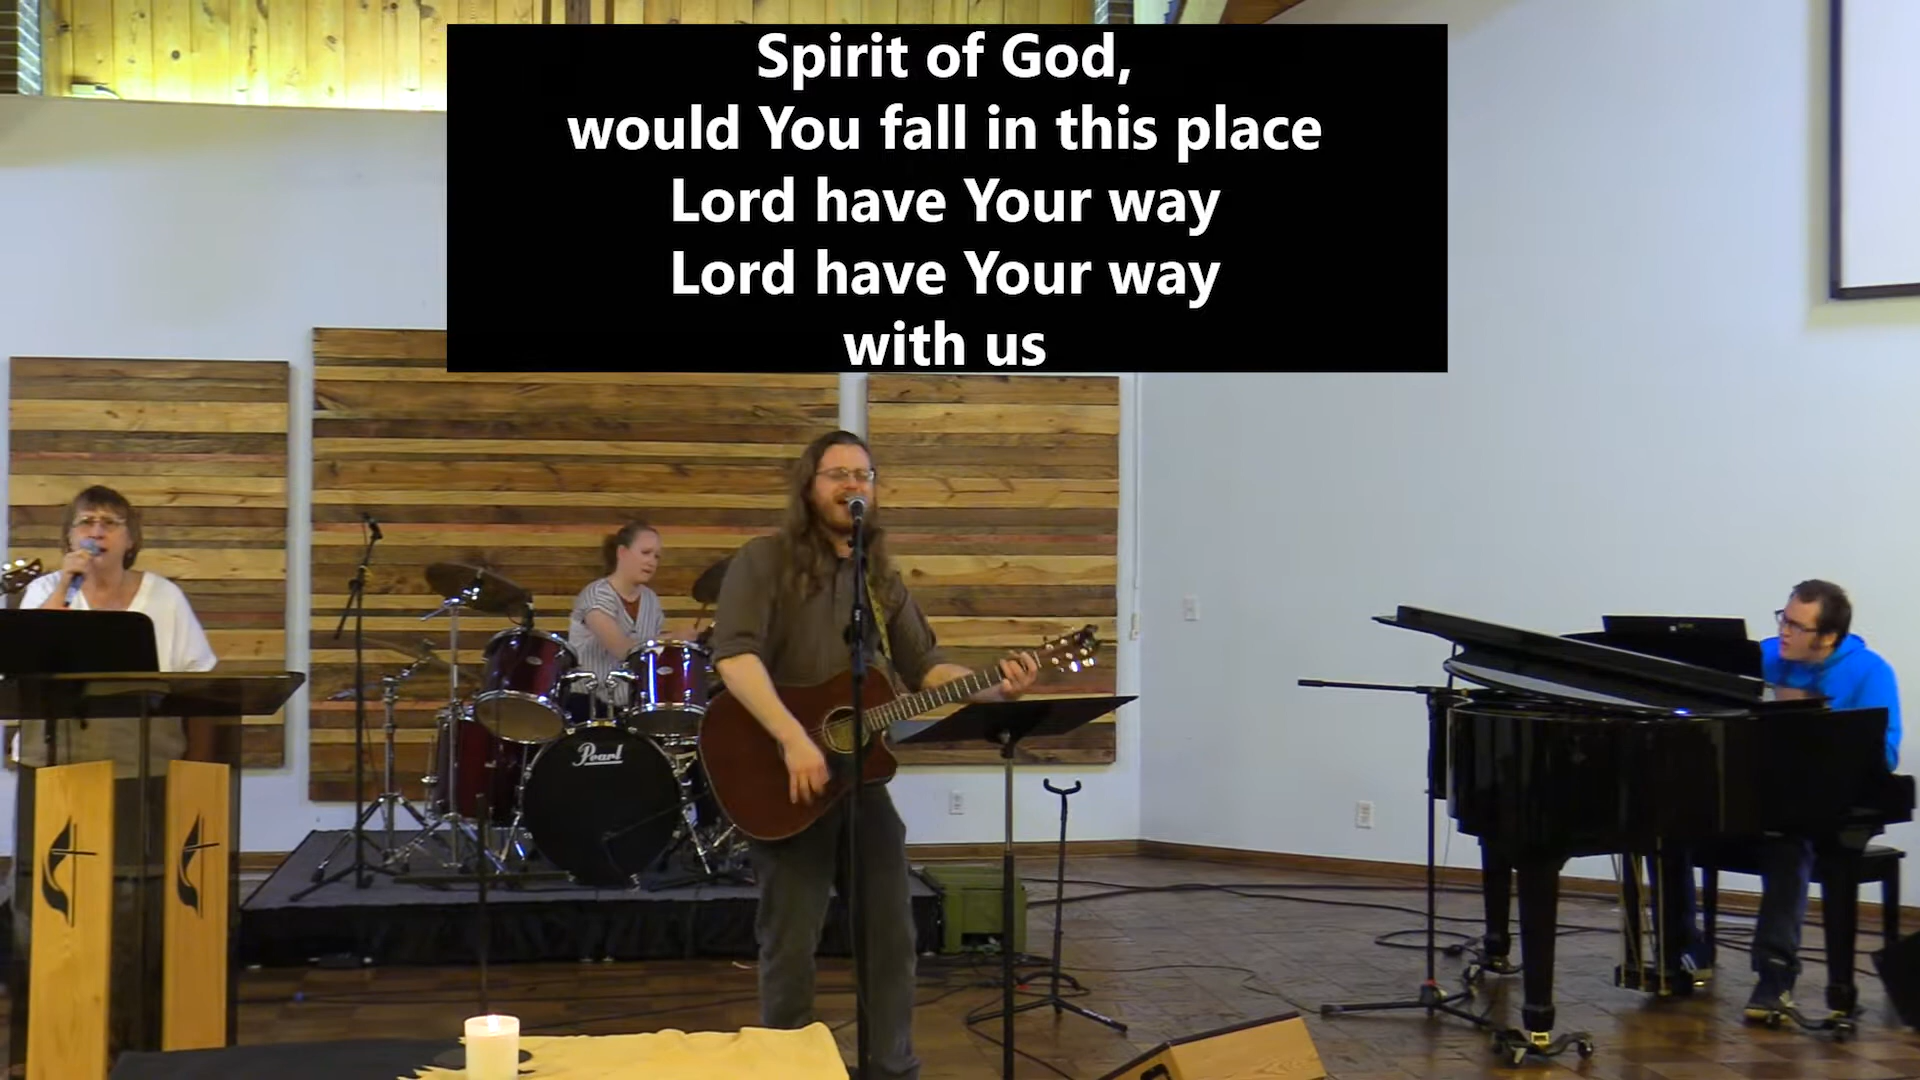 Spirit of God,
would You fall in this place
Lord have Your way
Lord have Your way
with us
Pearl